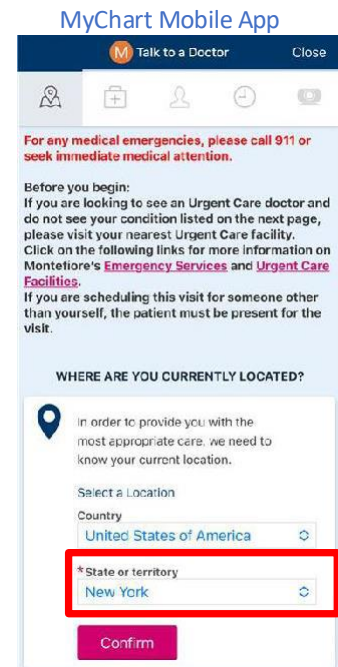 MyChart Mobile App
M Talk to a Doctor Close
For any medical emergencies, please call 911 or
seek immediate medical attention.
Before you begin:
If you are looking to see an Urgent Care doctor and
do not see your condition listed on the next page,
please visit your nearest Urgent Care facility.
Click on the following links for more information on
Montefiore's Emergency Services and Urgent Care
Facilities.
If you are scheduling this visit for someone other
than yourself, the patient must be present for the
visit.
WHERE ARE YOU CURRENTLY LOCATED?
In order to provide you with the
most appropriate care, we need to
know your current location.
Select a Location
Country
United States of America
*State or territory
New York
Confirm